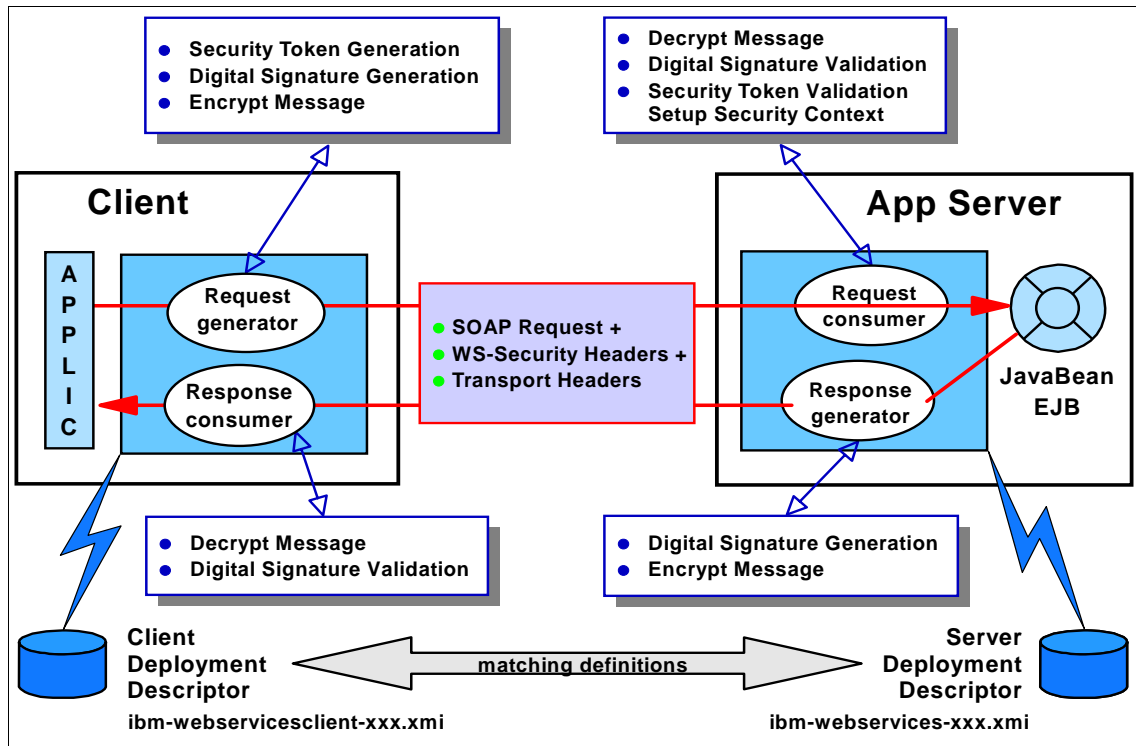 Security Token Generation
Digital Signature Generation
Encrypt Message
Decrypt Message
Digital Signature Validation
Security Token Validation
Setup Security Context
Client
App Server
A
P
P
L
I
C
Request
generator
Response
consumer
SOAP Request +
WS-Security Headers +
Transport Headers
Request
consumer
Response
generator
JavaBean
EJB
Decrypt Message
Digital Signature Validation
Digital Signature Generation
Encrypt Message
Client
Deployment
Descriptor
ibm-webservicesclient-xxx.xmi
matching definitions
Server
Deployment
Descriptor
ibm-webservices-xxx.xmi